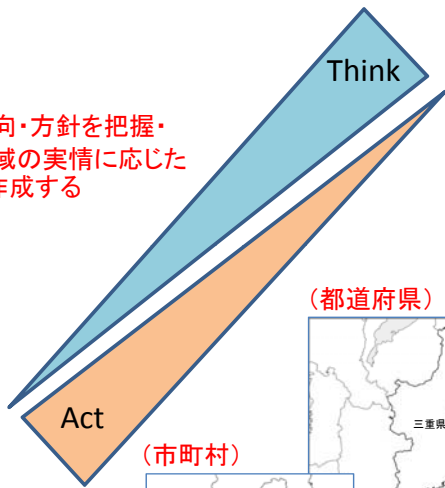 Think
向・方針を把握・
域の実情に応じた
作成する
(都道府県)
Act
三重県
(市町村)